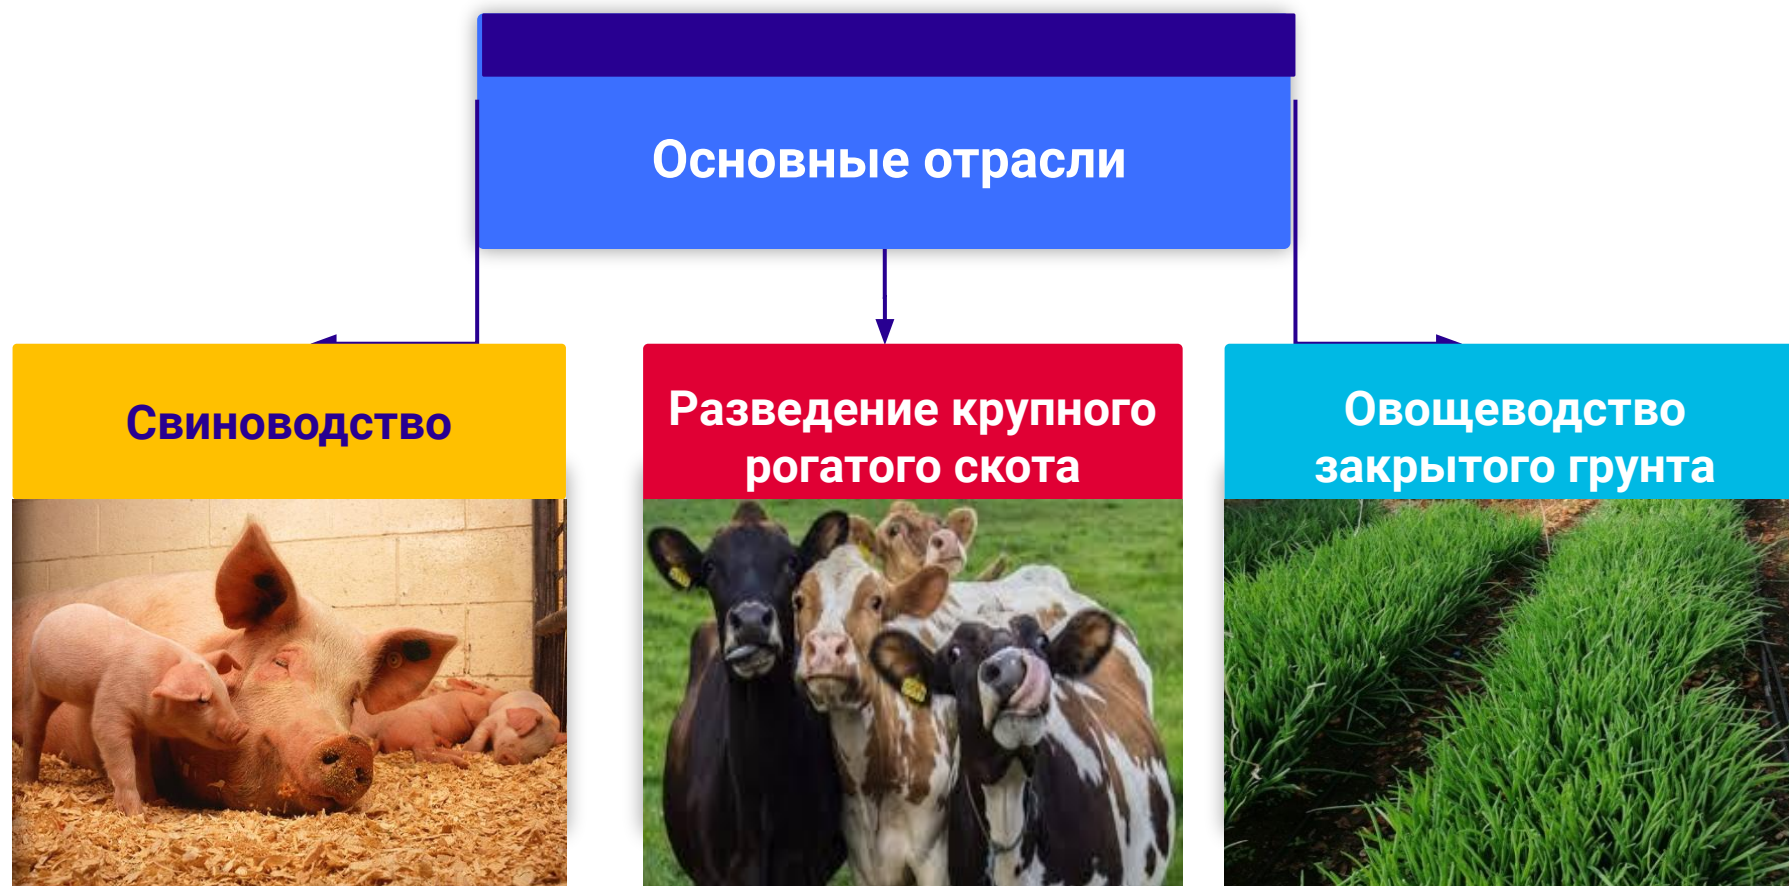 Основные отрасли
Свиноводство
Разведение крупного
рогатого скота
Овощеводство
закрытого грунта